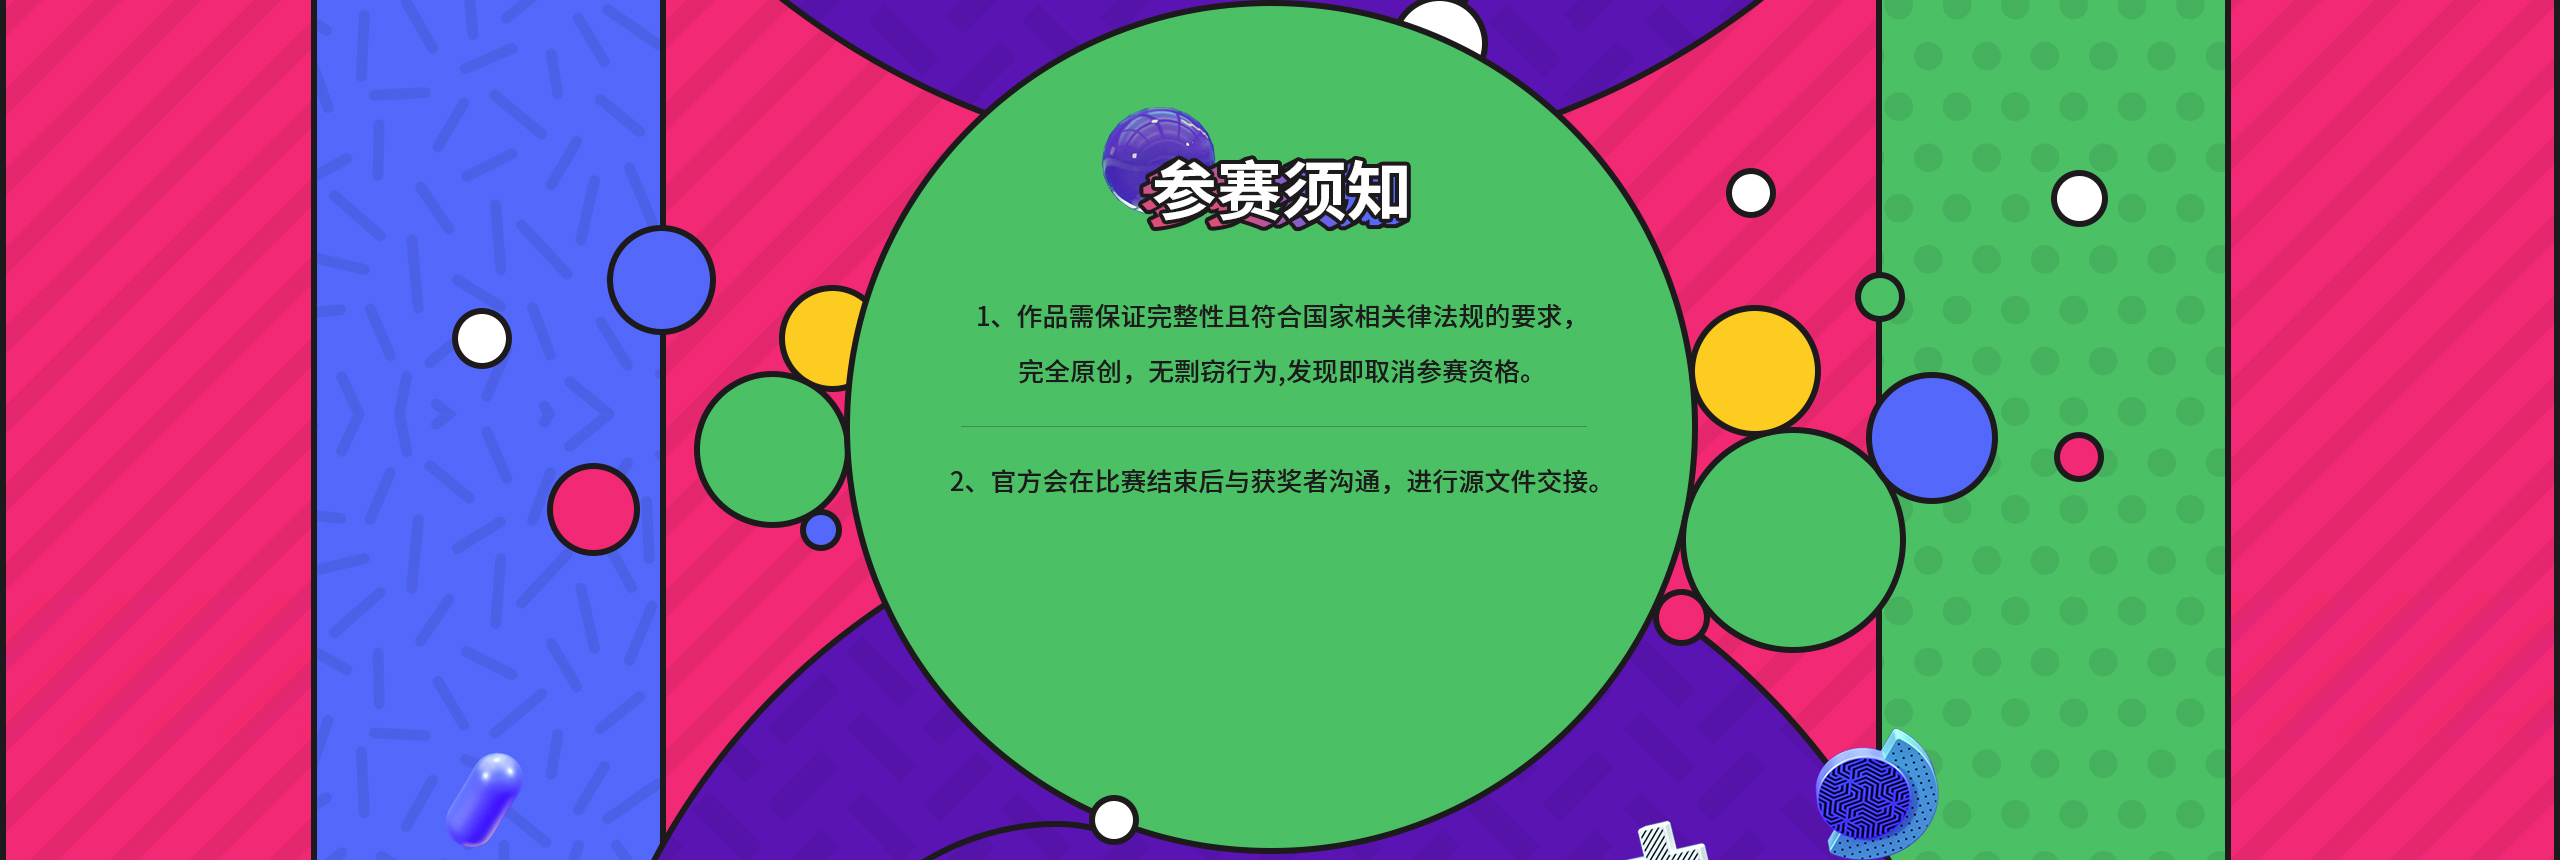 参赛须知
1、作品需保证完整性且符合国家相关律法规的要求，
完全原创，无剽窃行为,发现即取消参赛资格。
2、官方会在比赛结束后与获奖者沟通，进行源文件交接。